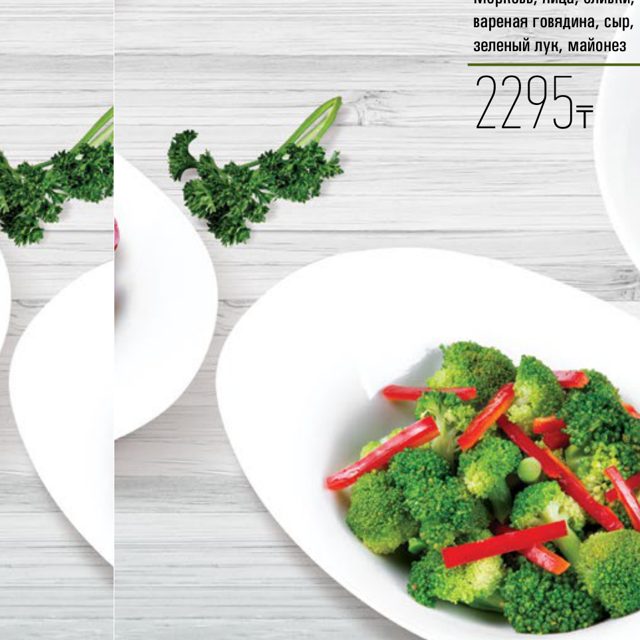 вареная говядина, сыр,
зеленый лук, майонез
2295₸